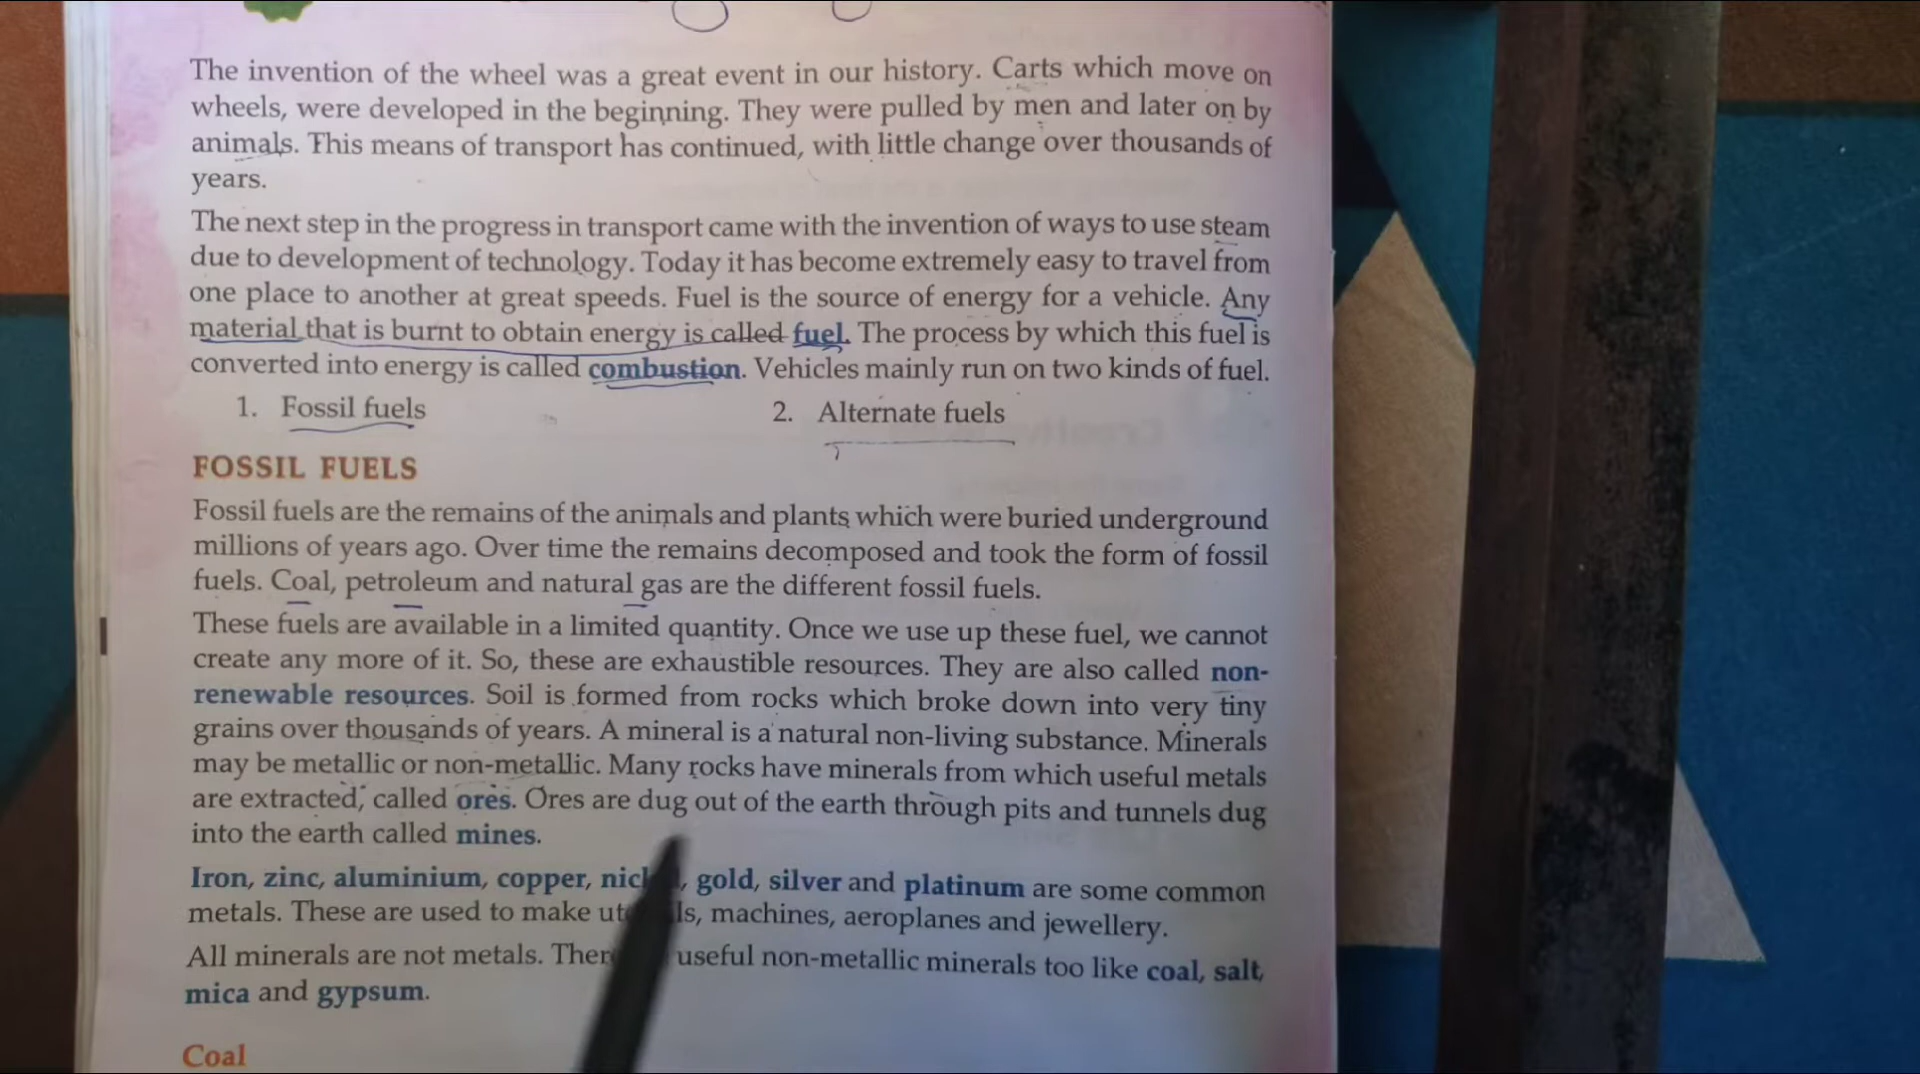 The invention of the wheel was a great event in our history. Carts which move on
wheels, were developed in the beginning. They were pulled by men and later on by
animals. This means of transport has continued, with little change over thousands of
years.
The next step in the progress in transport came with the invention of ways to use steam
due to development of technology. Today it has become extremely easy to travel from
one place to another at great speeds. Fuel is the source of energy for a vehicle. Any
material that is burnt to obtain energy is called fuel. The process by which this fuel is
converted into energy is called combustion. Vehicles mainly run on two kinds of fuel.
1. Fossil fuels 2. Alternate fuels
FOSSIL FUELS
Fossil fuels are the remains of the animals and plants which were buried underground
millions of years ago. Over time the remains decomposed and took the form of fossil
fuels. Coal, petroleum and natural gas are the different fossil fuels.
These fuels are available in a limited quantity. Once we use up these fuel, we cannot
create any more of it. So, these are exhaustible resources. They are also called non-
renewable resources. Soil is formed from rocks which broke down into very tiny
grains over thousands of years. A mineral is a natural non-living substance. Minerals
may be metallic or non-metallic. Many rocks have minerals from which useful metals
are extracted, called ores. Ores are dug out of the earth through pits and tunnels dug
into the earth called mines.
Iron, zinc, aluminium, copper, gold, silver and platinum are some common
metals. These are used to make machines, aeroplanes and jewellery.
All minerals are not metals. useful non-metallic minerals too like coal, salt,
mica and gypsum.
Coal